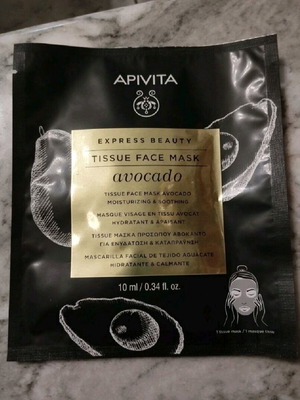 APIVITA
EXPRESS BEAUTY
TISSUE FACE MASK
avocado
TISSUE FACE MASK AVOCADO
MOISTURIZING & SOOTHING
MASQUE VISAGE EN TISSU AVOCAT
HYDRATANT & APAISANT
TISSUE ΜΑΣΚΑ ΠΡΟΣΩΠΟΥ ΑΒΟΚΑΝΤΟ
ΓΙΑ ΕΝΥΔΑΤΩΣΗ & ΚΑΤΑΠΡΑΫΝΣΗ
MASCARILLA FACIAL DE TEJIDO AGUACATE
HIDRATANTE & CALMANTE
10 ml / 0.34 fl. oz.